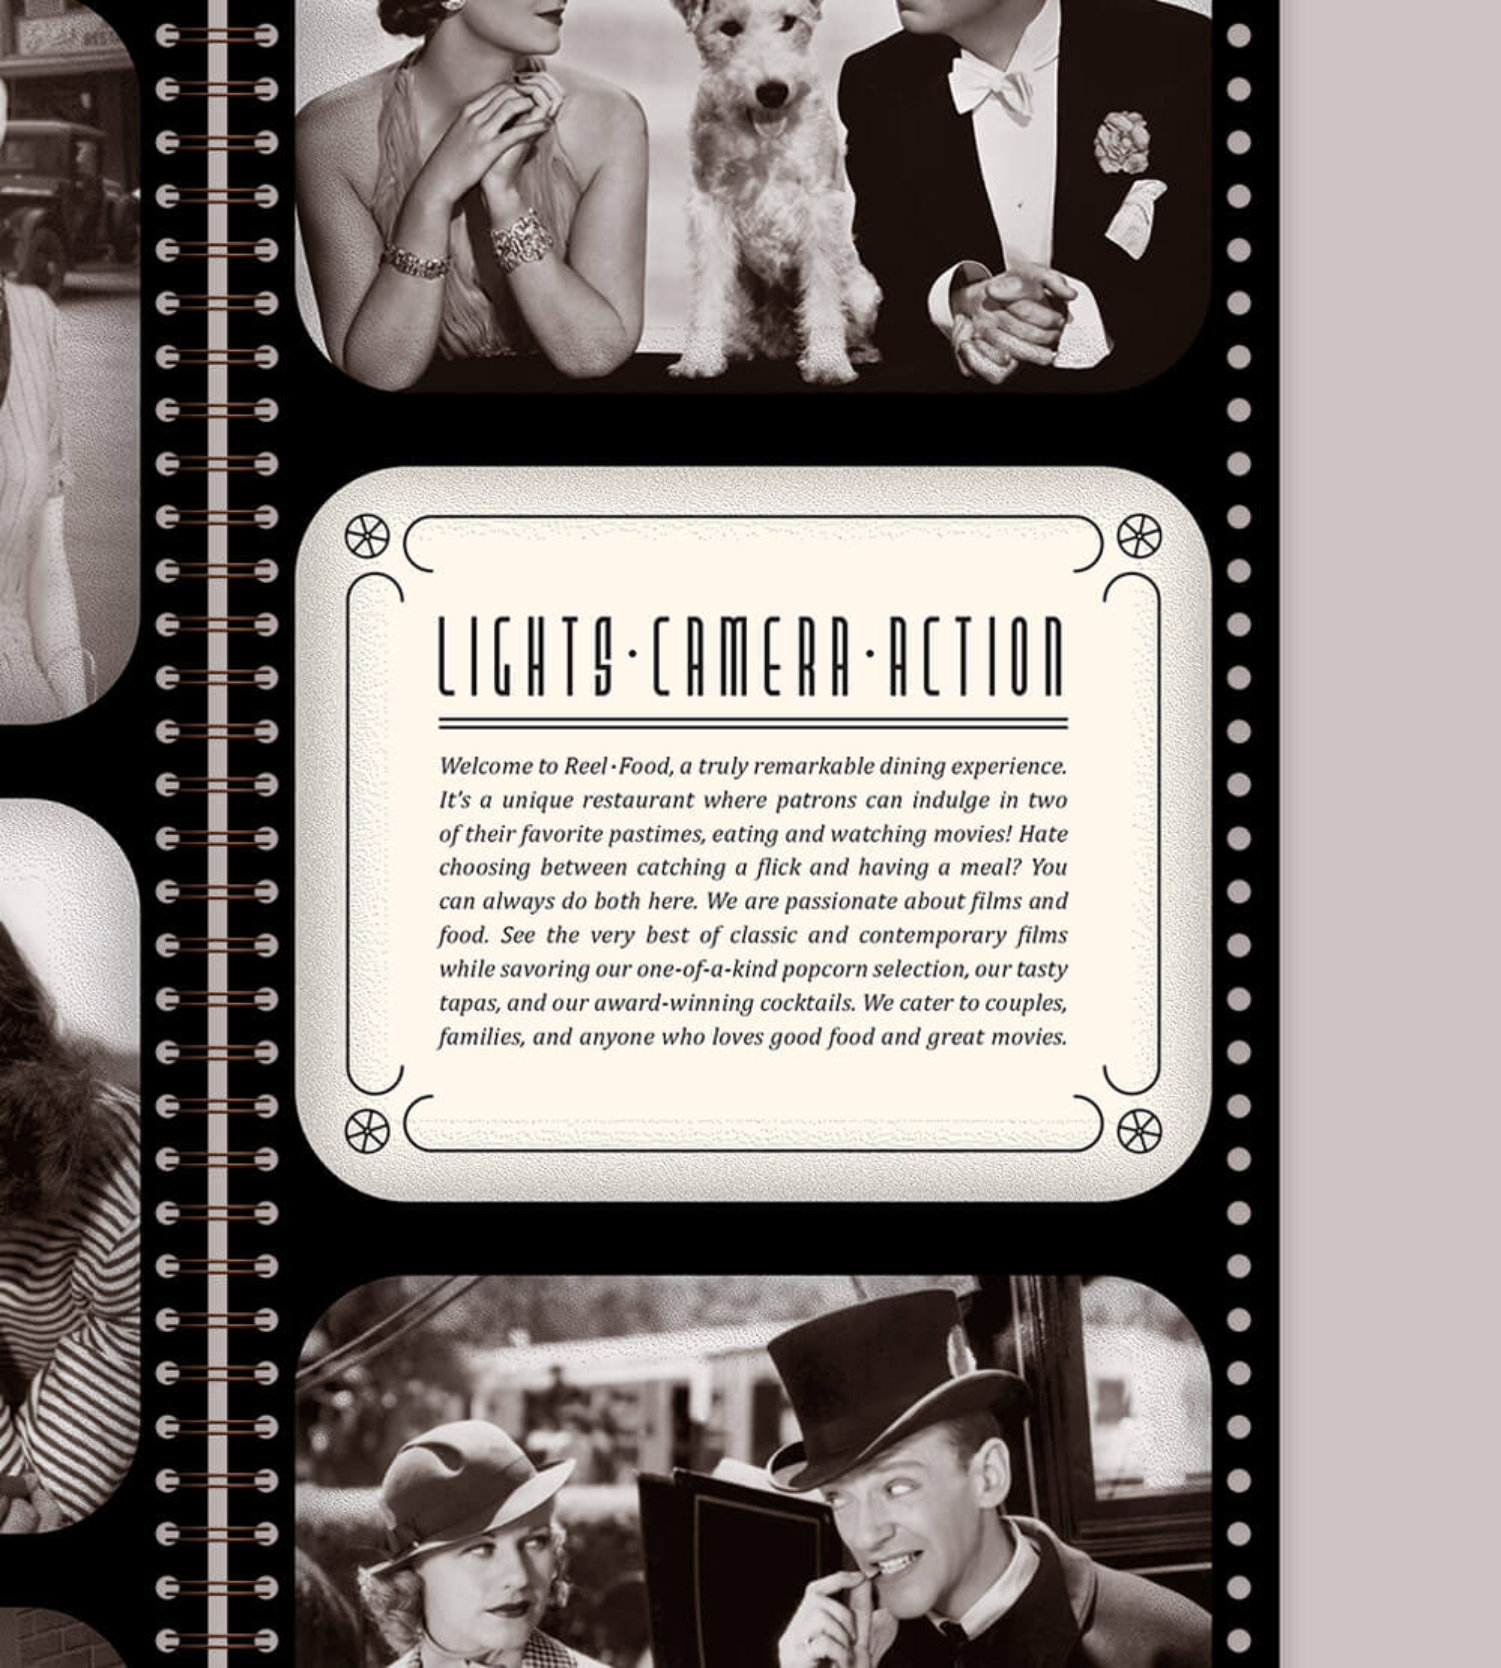 LIGHTS·CAMERA·ACTION
Welcome to Reel·Food, a truly remarkable dining experience.
It's a unique restaurant where patrons can indulge in two
of their favorite pastimes, eating and watching movies! Hate
choosing between catching a flick and having a meal? You
can always do both here. We are passionate about films and
food. See the very best of classic and contemporary films
while savoring our one-of-a-kind popcorn selection, our tasty
tapas, and our award-winning cocktails. We cater to couples,
families, and anyone who loves good food and great movies.